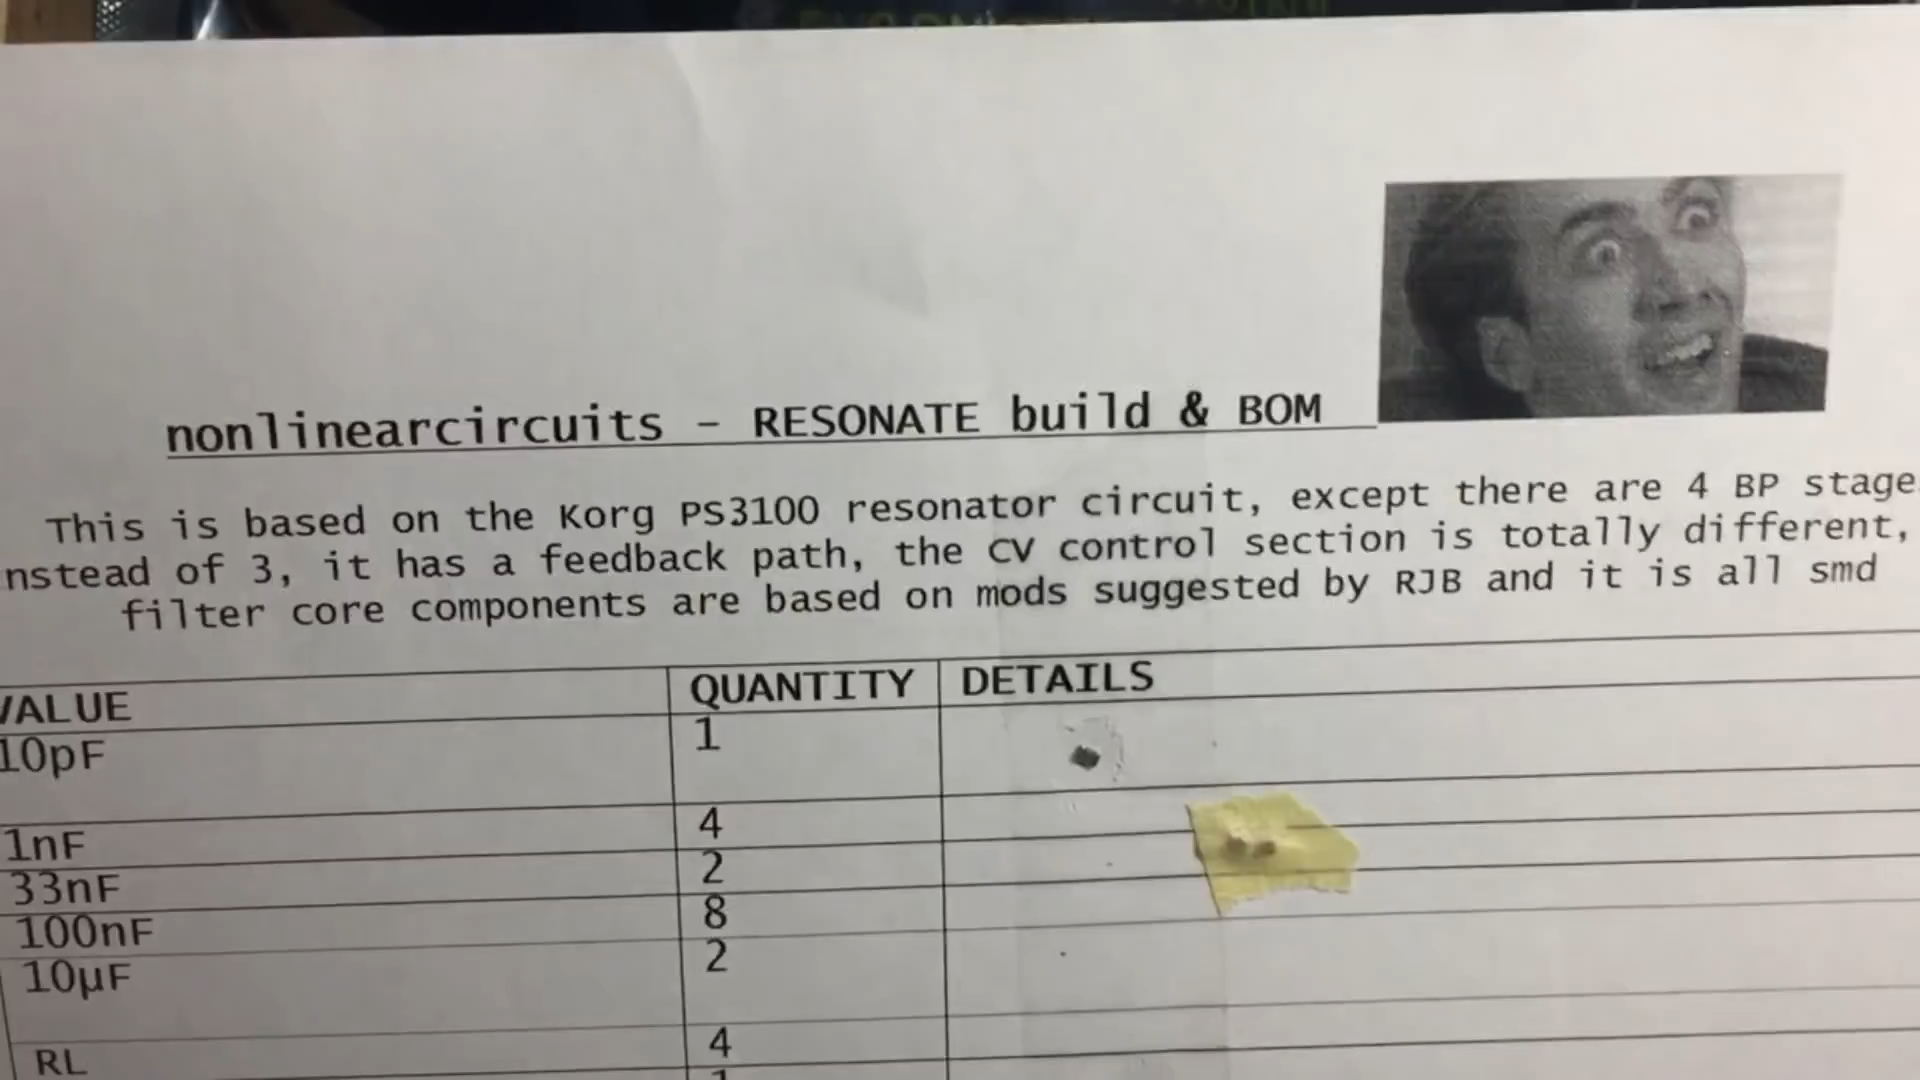 nonlinearcircuits – RESONATE build & BOM
This is based on the Korg PS3100 resonator circuit, except there are 4 BP stage
nstead of 3, it has a feedback path, the CV control section is totally different,
filter core components are based on mods suggested by RJB and it is all smd
VALUE QUANTITY DETAILS
10pF 1
1nF 4
33nF 2
100nF 8
10µF 2
RL 4